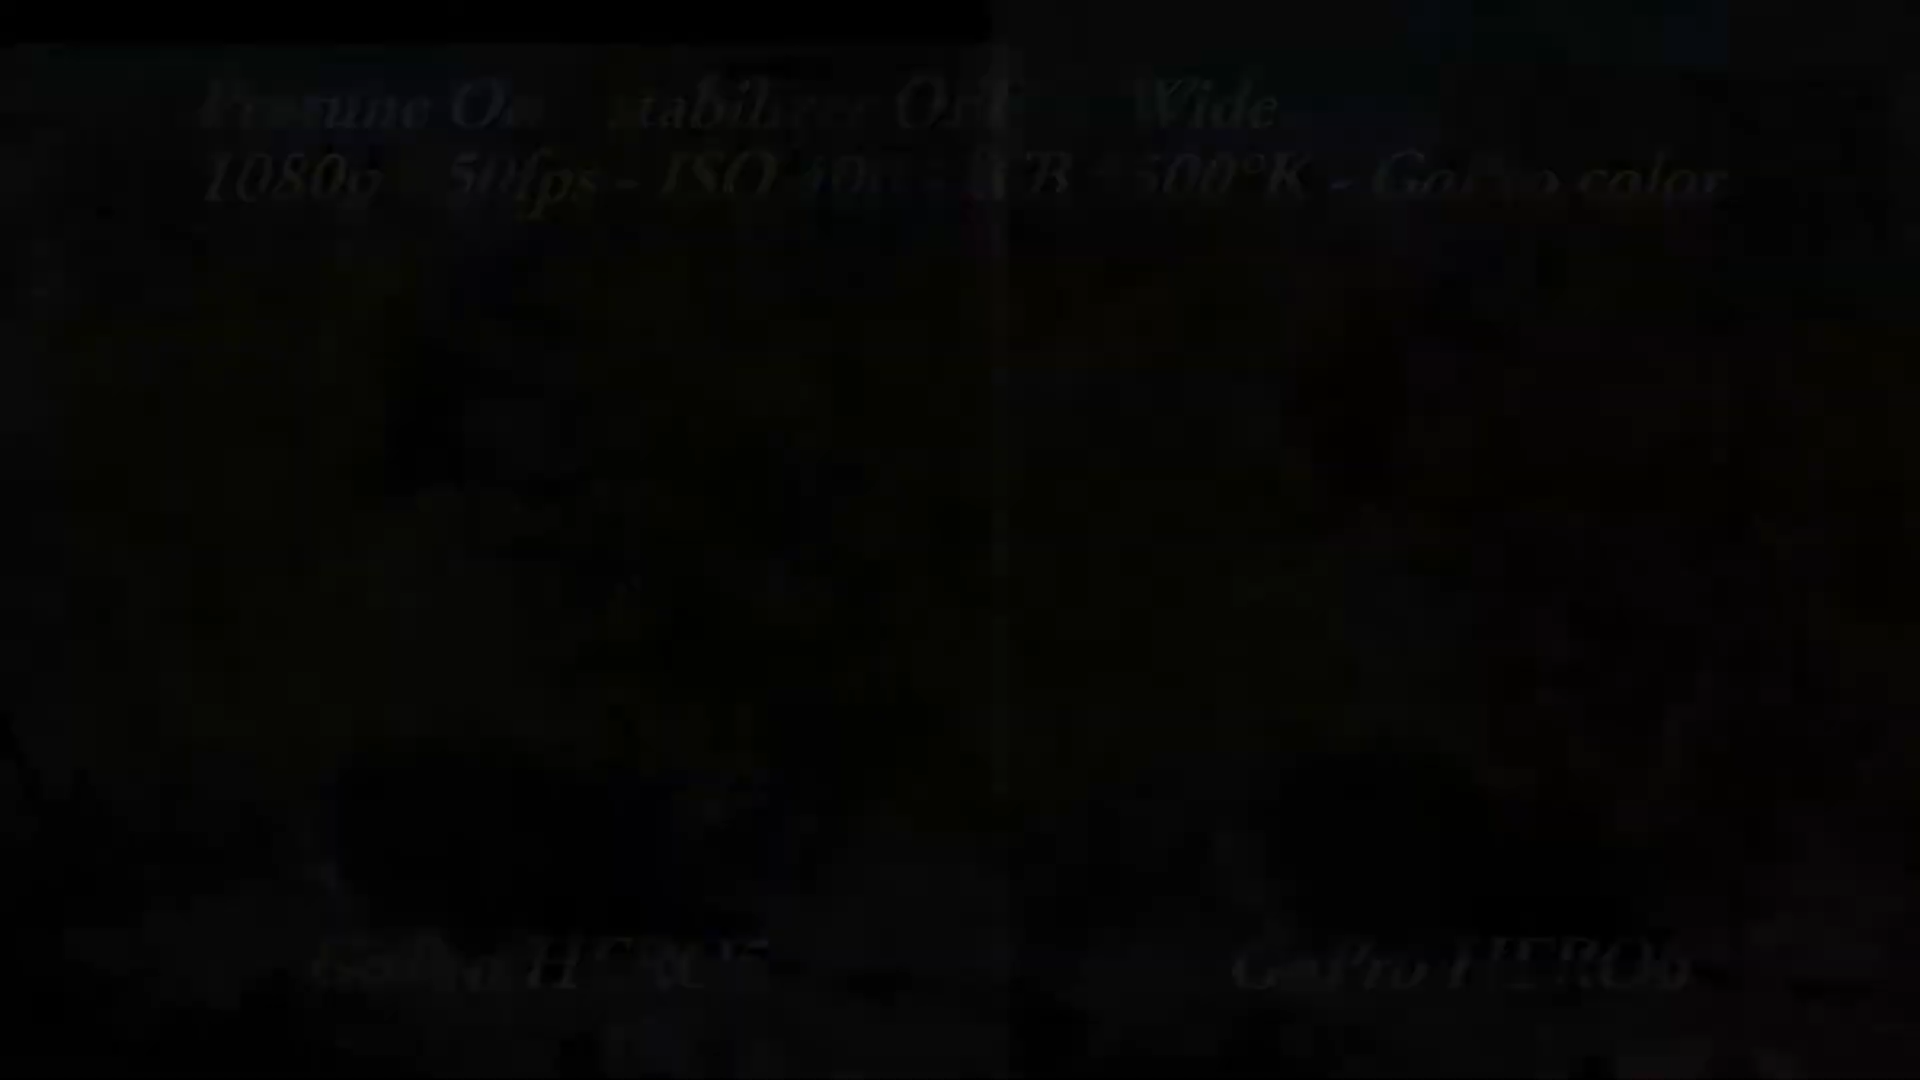 Protune On stabilizer Off Wide
1080p 50fps - ISO 400 - WB 5500°K - GoPro color
GoPro HERO5
GoPro HERO6